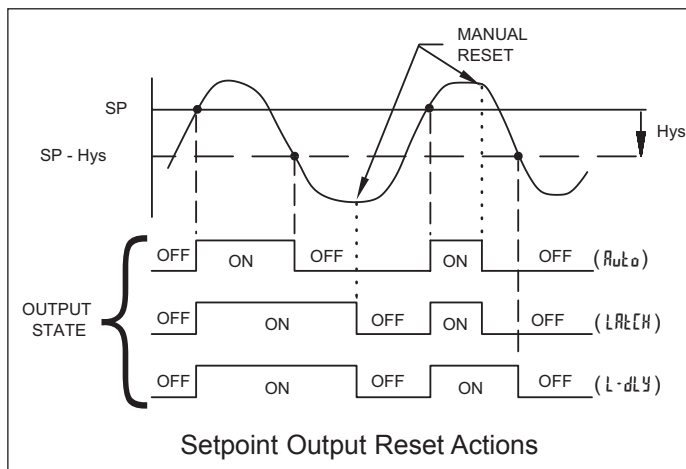 MANUAL
RESET
SP
Hys
SP - Hys
OFF ON OFF ON OFF (Auto)
OUTPUT
STATE
OFF ON OFF ON OFF (LAtCH)
OFF ON OFF ON OFF (L-dLY)
Setpoint Output Reset Actions